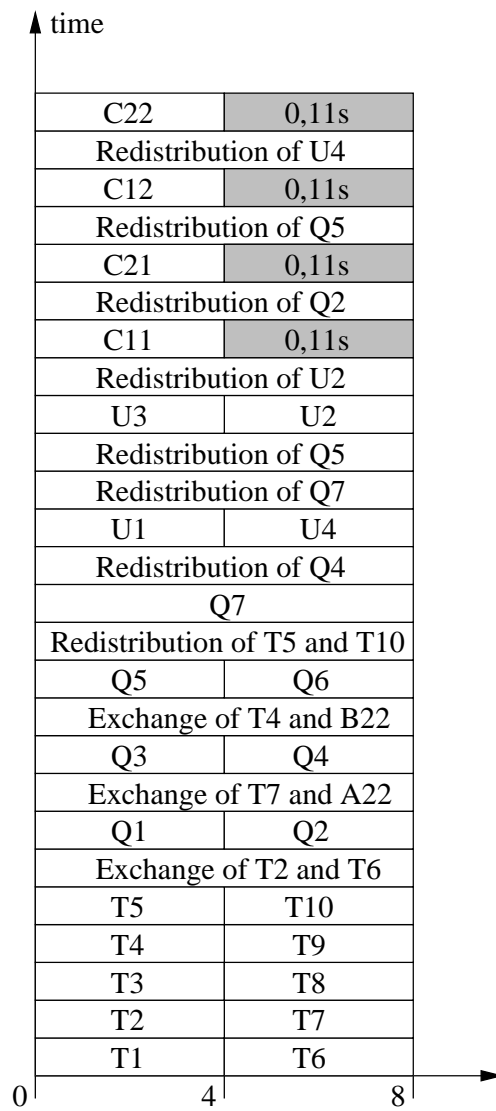 time
C22 0,11s
Redistribution of U4
C12 0,11s
Redistribution of Q5
C21 0,11s
Redistribution of Q2
C11 0,11s
Redistribution of U2
U3 U2
Redistribution of Q5
Redistribution of Q7
U1 U4
Redistribution of Q4
Q7
Redistribution of T5 and T10
Q5 Q6
Exchange of T4 and B22
Q3 Q4
Exchange of T7 and A22
Q1 Q2
Exchange of T2 and T6
T5 T10
T4 T9
T3 T8
T2 T7
T1 T6
0 4 8